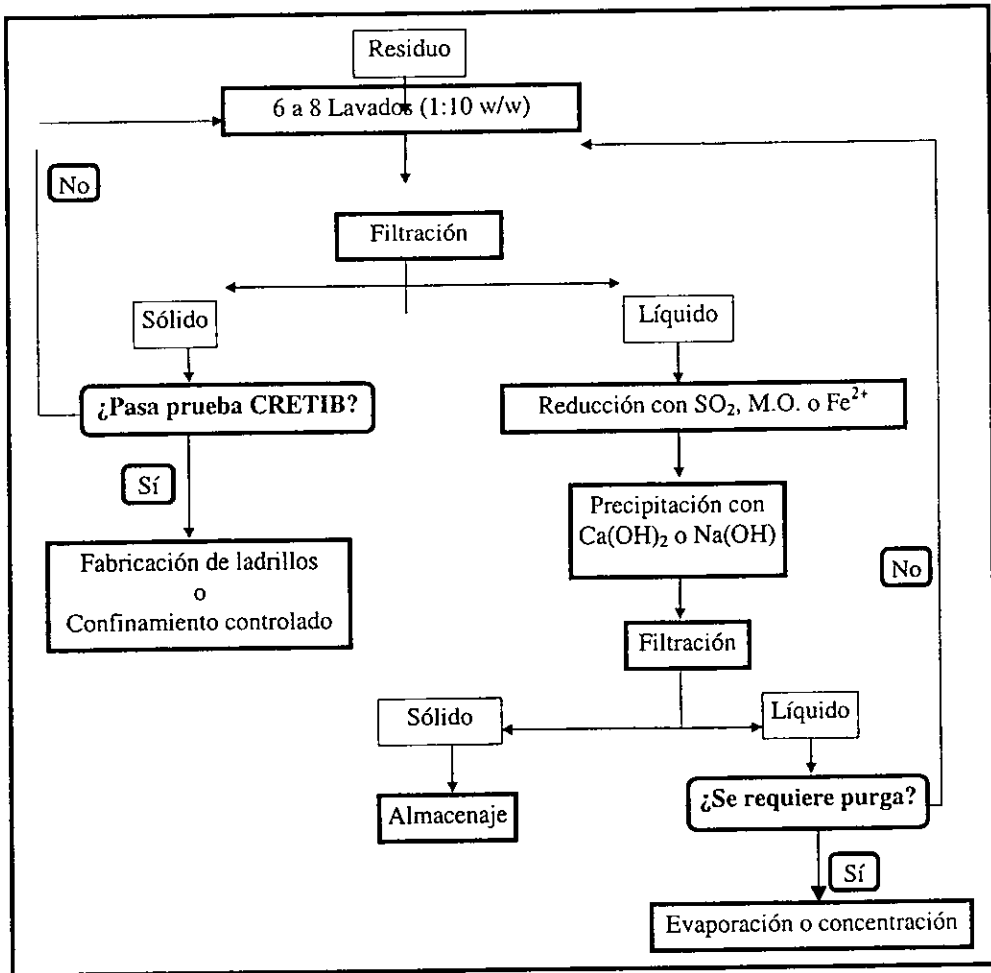 Residuo
6 a 8 Lavados (1:10 w/w)
No
Filtración
Sólido
Líquido
¿Pasa prueba CRETIB?
Reducción con SO₂, M.O. o Fe²⁺
Sí
Precipitación con
Ca(OH)₂ o Na(OH)
Fabricación de ladrillos
o
Confinamiento controlado
No
Filtración
Sólido
Líquido
Almacenaje
¿Se requiere purga?
Sí
Evaporación o concentración